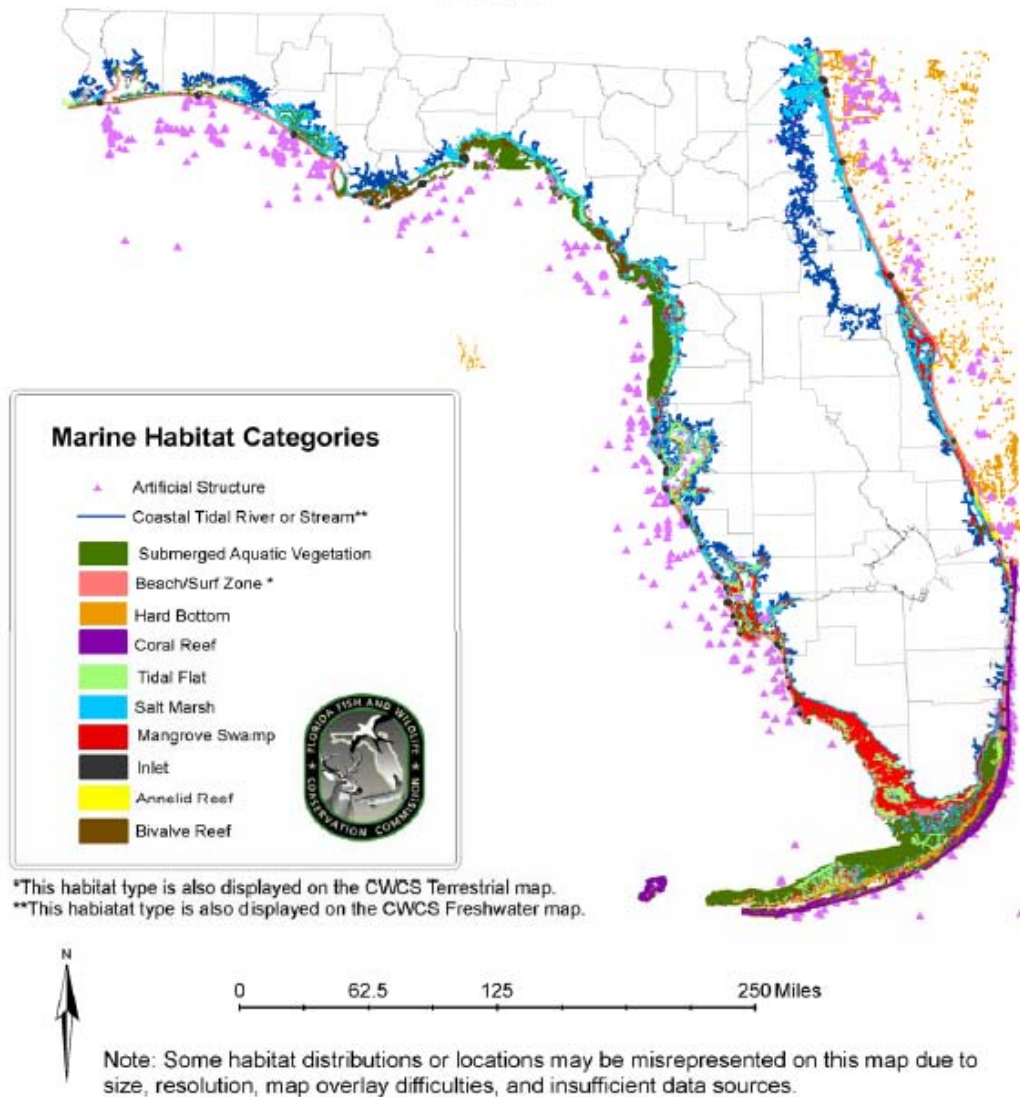 Marine Habitat Categories
Artificial Structure
Coastal Tidal River or Stream**
Submerged Aquatic Vegetation
Beach/Surf Zone *
Hard Bottom
Coral Reef
Tidal Flat
Salt Marsh
Mangrove Swamp
Inlet
Annelid Reef
Bivalve Reef
FLORIDA FISH AND WILDLIFE
CONSERVATION COMMISSION
*This habitat type is also displayed on the CWCS Terrestrial map.
**This habiatat type is also displayed on the CWCS Freshwater map.
N
0 62.5 125 250 Miles
Note: Some habitat distributions or locations may be misrepresented on this map due to
size, resolution, map overlay difficulties, and insufficient data sources.